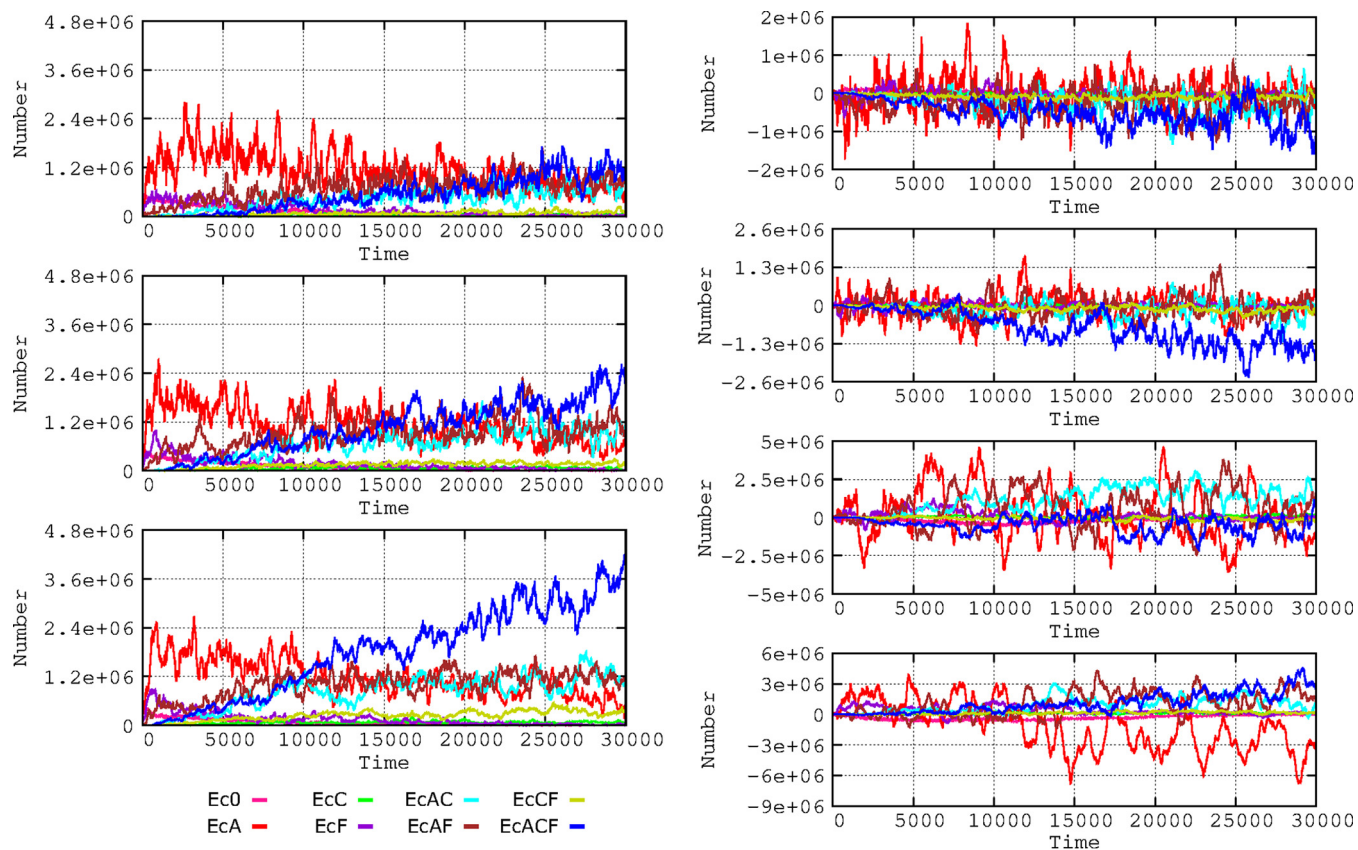 4.8e+06
3.6e+06
2.4e+06
1.2e+06
0
Number
0 5000 10000 15000 20000 25000 30000
Time
4.8e+06
3.6e+06
2.4e+06
1.2e+06
0
Number
0 5000 10000 15000 20000 25000 30000
Time
4.8e+06
3.6e+06
2.4e+06
1.2e+06
0
Number
0 5000 10000 15000 20000 25000 30000
Time
Ec0 EcC EcAC EcCF
EcA EcF EcAF EcACF
2e+06
1e+06
0
-1e+06
-2e+06
Number
0 5000 10000 15000 20000 25000 30000
Time
2.6e+06
1.3e+06
0
-1.3e+06
-2.6e+06
Number
0 5000 10000 15000 20000 25000 30000
Time
5e+06
2.5e+06
0
-2.5e+06
-5e+06
Number
0 5000 10000 15000 20000 25000 30000
Time
6e+06
3e+06
0
-3e+06
-6e+06
-9e+06
Number
0 5000 10000 15000 20000 25000 30000
Time